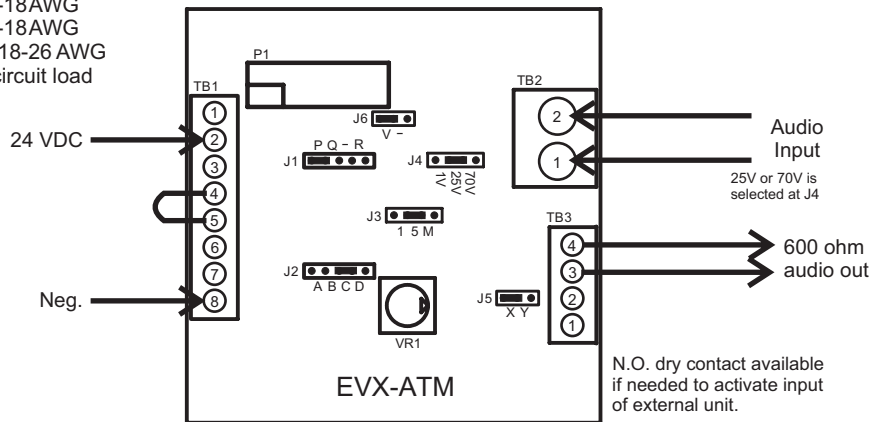 -18AWG
-18AWG
18-26 AWG
circuit load
P1
TB1
TB2
1
2
3
4
5
6
7
8
24 VDC
Neg.
J6
V –
J1
P Q – R
J4
1V
25V
70V
J3
1 5 M
J2
A B C D
VR1
J5
X Y
EVX-ATM
2
1
Audio
Input
25V or 70V is
selected at J4
TB3
4
3
2
1
600 ohm
audio out
N.O. dry contact available
if needed to activate input
of external unit.